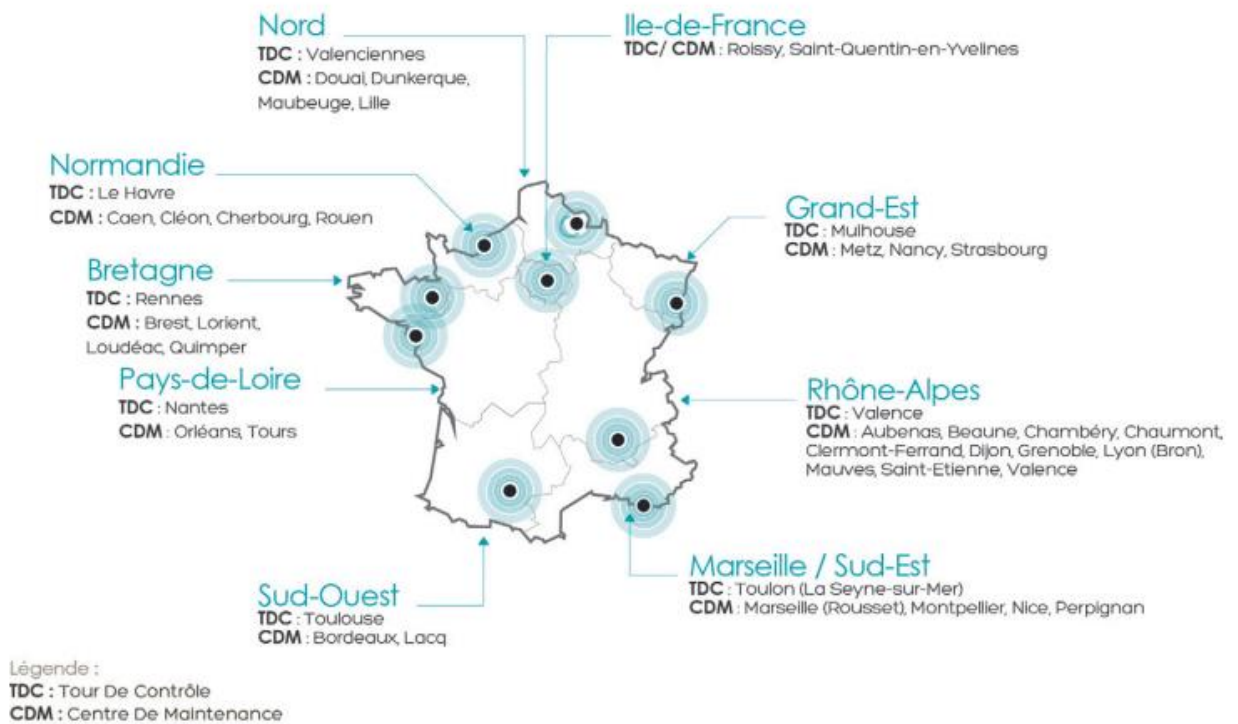 Nord
TDC : Valenciennes
CDM : Douai, Dunkerque,
Maubeuge, Lille
Ile-de-France
TDC/ CDM : Roissy, Saint-Quentin-en-Yvelines
Normandie
TDC : Le Havre
CDM : Caen, Cléon, Cherbourg, Rouen
Grand-Est
TDC : Mulhouse
CDM : Metz, Nancy, Strasbourg
Bretagne
TDC : Rennes
CDM : Brest, Lorient,
Loudéac, Quimper
Pays-de-Loire
TDC : Nantes
CDM : Orléans, Tours
Rhône-Alpes
TDC : Valence
CDM : Aubenas, Beaune, Chambéry, Chaumont,
Clermont-Ferrand, Dijon, Grenoble, Lyon (Bron),
Mauves, Saint-Etienne, Valence
Marseille / Sud-Est
TDC : Toulon (La Seyne-sur-Mer)
CDM : Marseille (Rousset), Montpellier, Nice, Perpignan
Sud-Ouest
TDC : Toulouse
CDM : Bordeaux, Lacq
Légende :
TDC : Tour De Contrôle
CDM : Centre De Maintenance